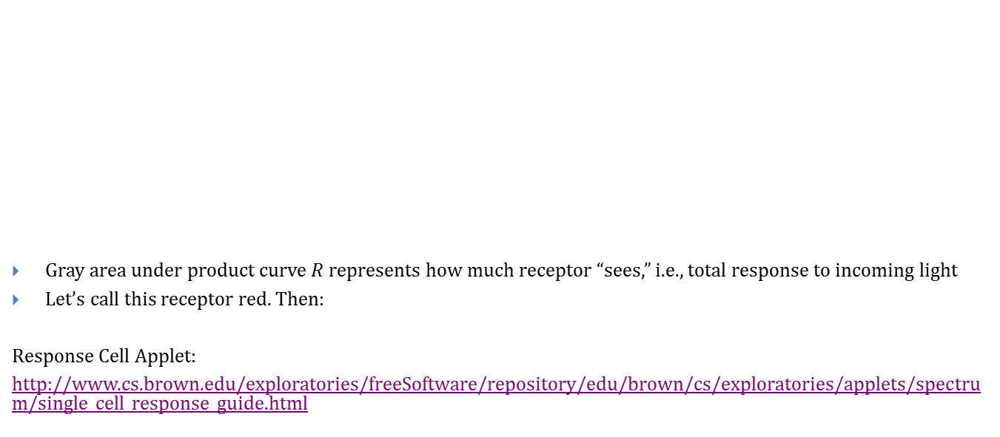 Gray area under product curve R represents how much receptor “sees,” i.e., total response to incoming light
Let’s call this receptor red. Then:
Response Cell Applet:
http://www.cs.brown.edu/exploratories/freeSoftware/repository/edu/brown/cs/exploratories/applets/spectru
m/single_cell_response_guide.html